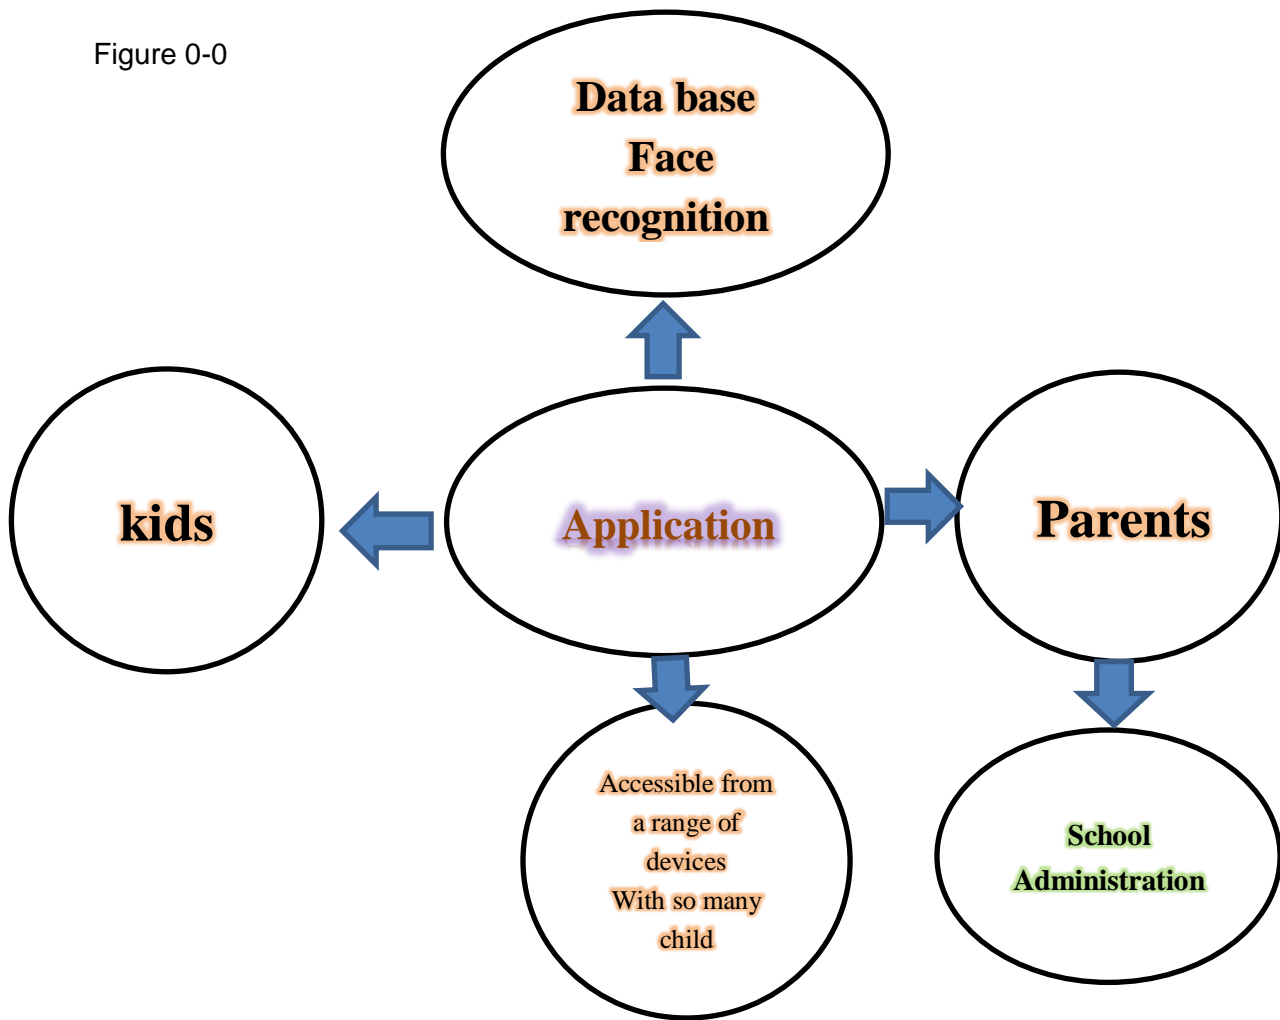 Figure 0-0
Data base
Face
recognition
kids
Application
Parents
Accessible from
a range of
devices
With so many
child
School
Administration